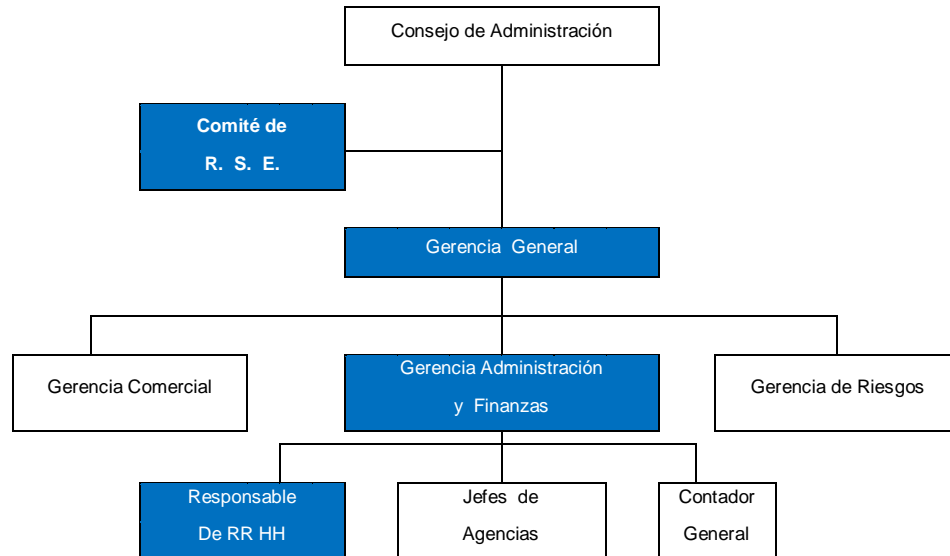 Consejo de Administración
Comité de
R. S. E.
Gerencia General
Gerencia Comercial
Gerencia Administración
y Finanzas
Gerencia de Riesgos
Responsable
De RR HH
Jefes de
Agencias
Contador
General